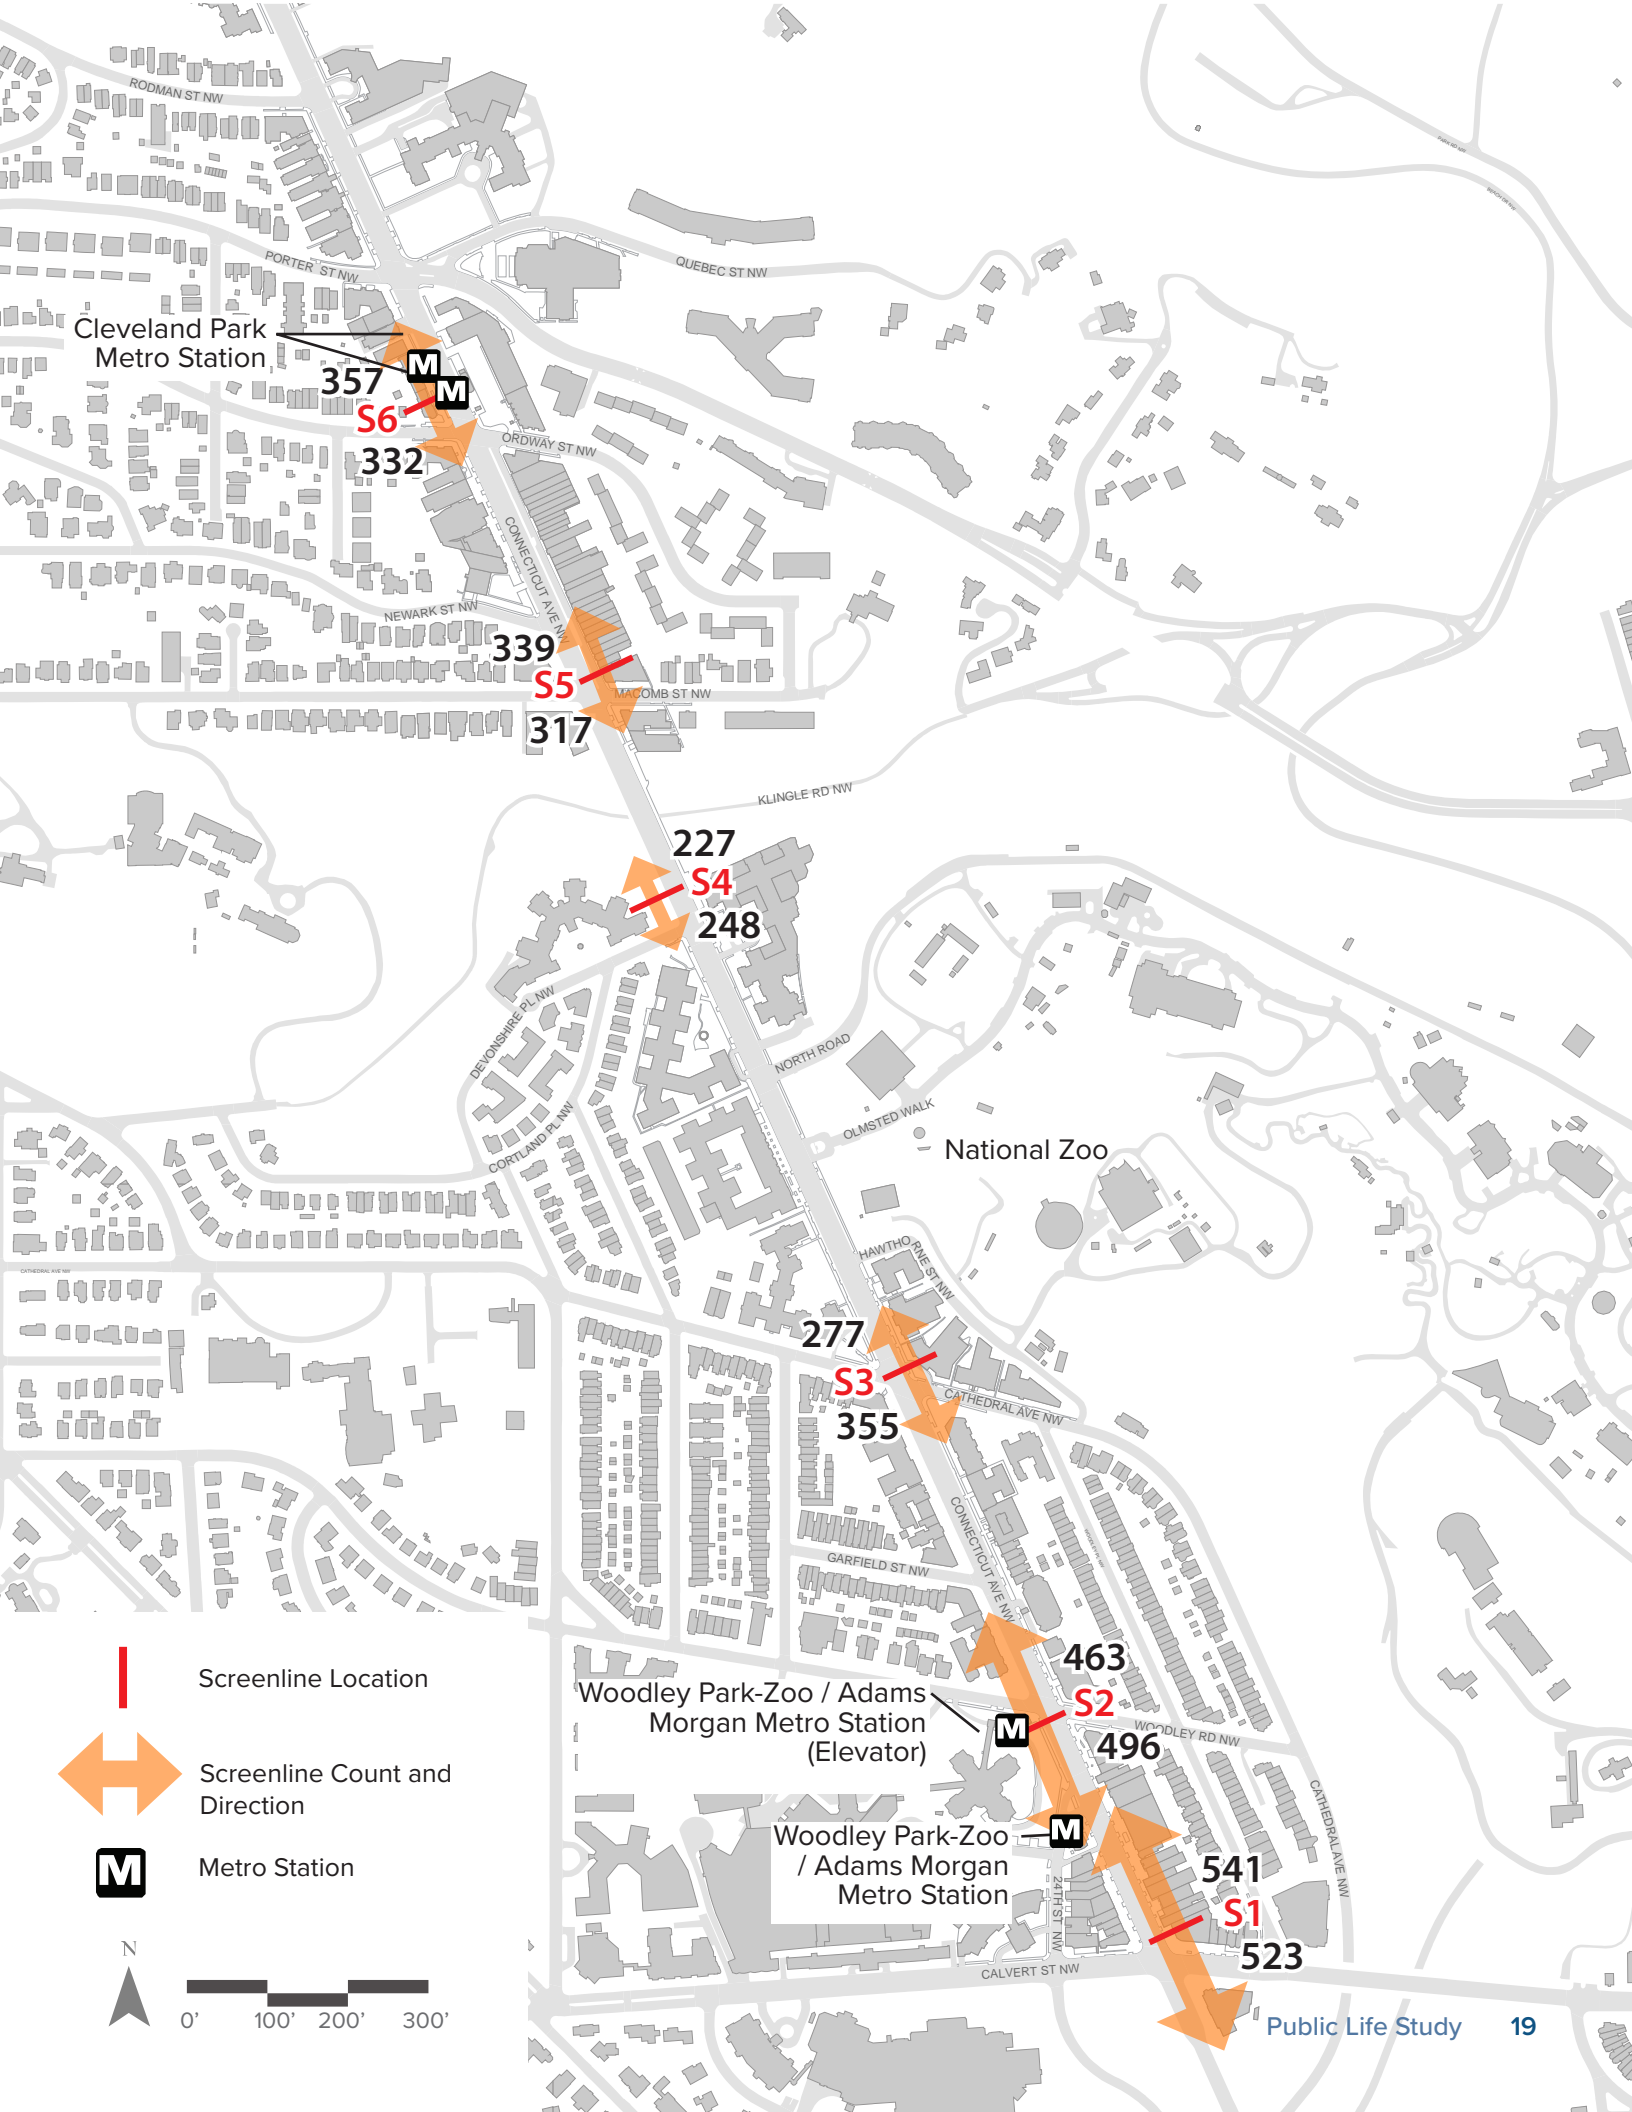 RODMAN ST NW
PORTER ST NW
QUEBEC ST NW
Cleveland Park
Metro Station
M
M
357
S6
332
ORDWAY ST NW
CONNECTICUT AVE NW
NEWARK ST NW
339
S5
317
MACOMB ST NW
KLINGLE RD NW
227
S4
248
DEVONSHIRE PL NW
NORTH ROAD
OLMSTED WALK
CORTLAND PL NW
National Zoo
HAWTHORNE ST NW
CATHEDRAL AVE NW
277
S3
355
CATHEDRAL AVE NW
CONNECTICUT AVE NW
GARFIELD ST NW
463
S2
496
WOODLEY RD NW
Woodley Park-Zoo / Adams
Morgan Metro Station
(Elevator)
M
CATHEDRAL AVE NW
Woodley Park-Zoo
/ Adams Morgan
Metro Station
M
24TH ST NW
541
S1
523
CALVERT ST NW
Screenline Location
Screenline Count and
Direction
M
Metro Station
N
0’ 100’ 200’ 300’
Public Life Study 19